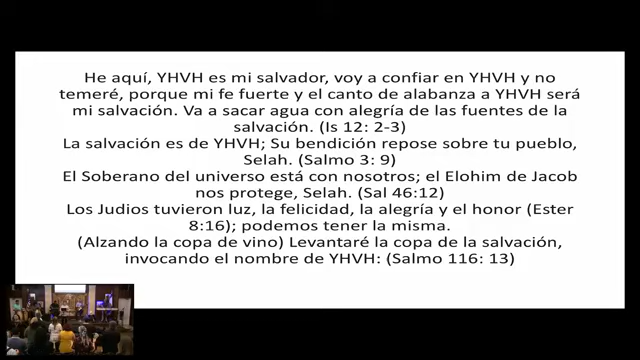 He aquí, YHVH es mi salvador, voy a confiar en YHVH y no
temeré, porque mi fe fuerte y el canto de alabanza a YHVH será
mi salvación. Va a sacar agua con alegría de las fuentes de la
salvación. (Is 12: 2-3)
La salvación es de YHVH; Su bendición repose sobre tu pueblo,
Selah. (Salmo 3: 9)
El Soberano del universo está con nosotros; el Elohim de Jacob
nos protege, Selah. (Sal 46:12)
Los Judios tuvieron luz, la felicidad, la alegría y el honor (Ester
8:16); podemos tener la misma.
(Alzando la copa de vino) Levantaré la copa de la salvación,
invocando el nombre de YHVH: (Salmo 116: 13)